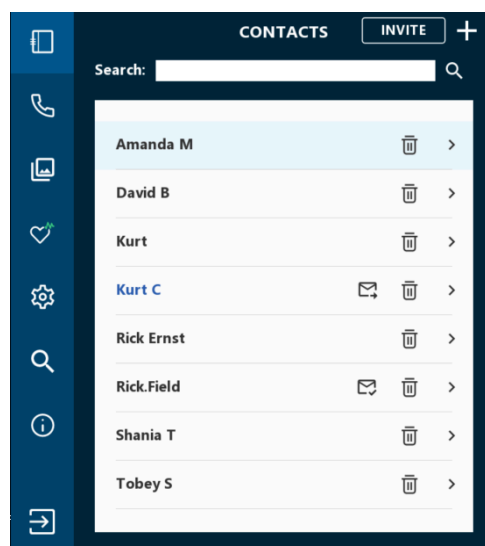 CONTACTS INVITE
Search:
Amanda M
David B
Kurt
Kurt C
Rick Ernst
Rick.Field
Shania T
Tobey S